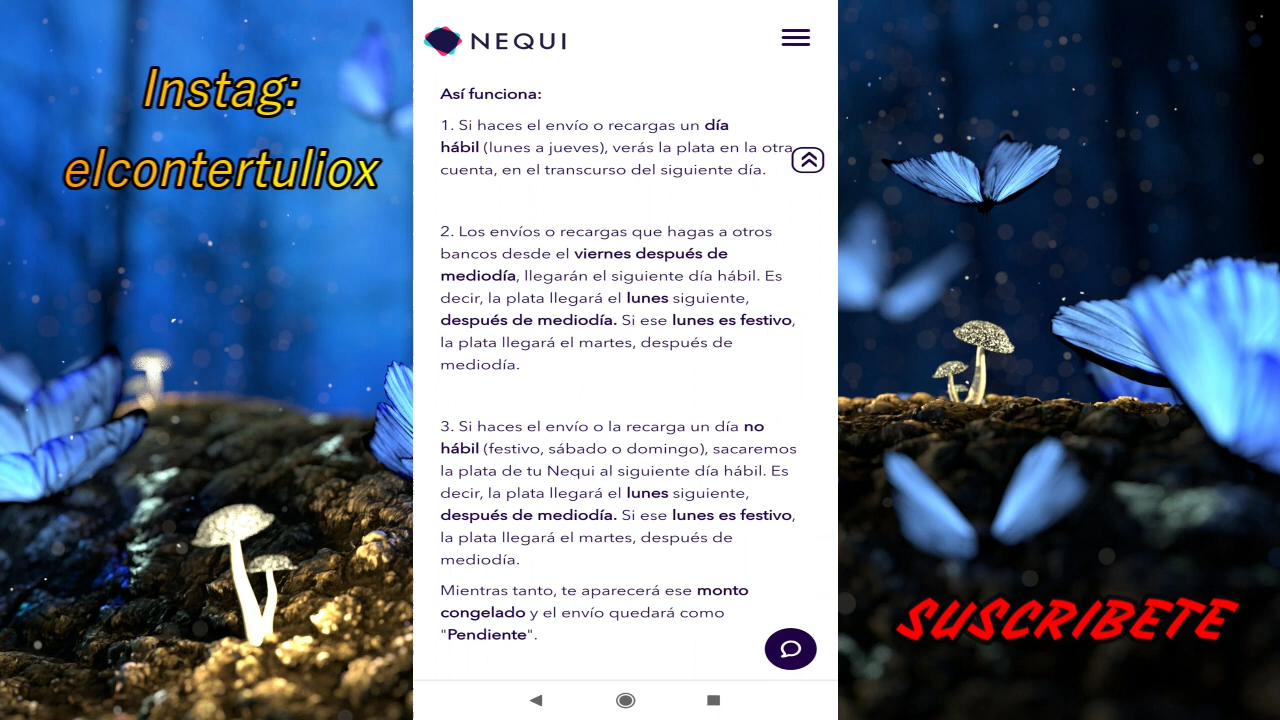 Instag:
elcontertuliox
NEQUI
Así funciona:
1. Si haces el envío o recargas un día
hábil (lunes a jueves), verás la plata en la otra
cuenta, en el transcurso del siguiente día.
2. Los envíos o recargas que hagas a otros
bancos desde el viernes después de
mediodía, llegarán el siguiente día hábil. Es
decir, la plata llegará el lunes siguiente,
después de mediodía. Si ese lunes es festivo,
la plata llegará el martes, después de
mediodía.
3. Si haces el envío o la recarga un día no
hábil (festivo, sábado o domingo), sacaremos
la plata de tu Nequi al siguiente día hábil. Es
decir, la plata llegará el lunes siguiente,
después de mediodía. Si ese lunes es festivo,
la plata llegará el martes, después de
mediodía.
Mientras tanto, te aparecerá ese monto
congelado y el envío quedará como
"Pendiente".
SUSCRIBETE